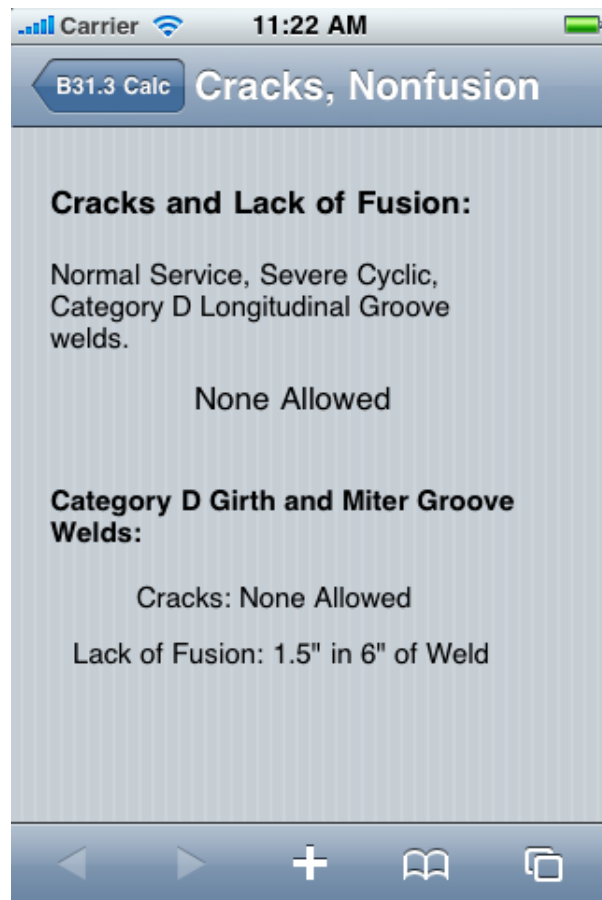 Carrier 11:22 AM
B31.3 Calc Cracks, Nonfusion
Cracks and Lack of Fusion:
Normal Service, Severe Cyclic,
Category D Longitudinal Groove
welds.
None Allowed
Category D Girth and Miter Groove
Welds:
Cracks: None Allowed
Lack of Fusion: 1.5" in 6" of Weld